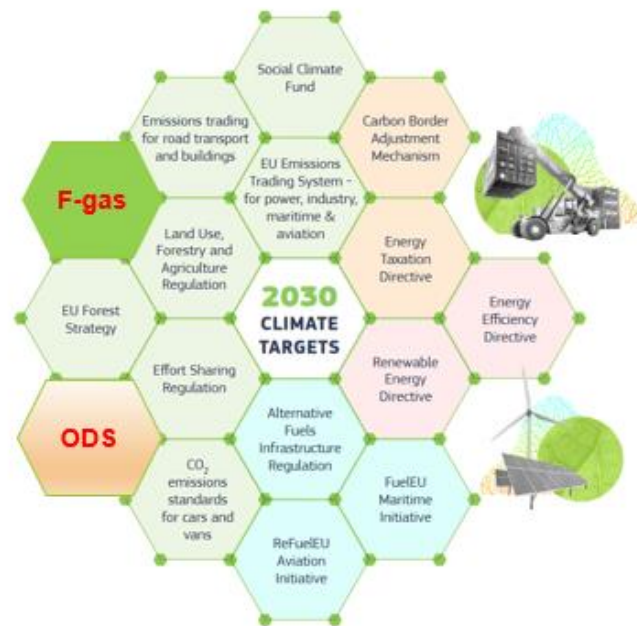 Social Climate
Fund
Emissions trading
for road transport
and buildings
Carbon Border
Adjustment
Mechanism
F-gas
EU Emissions
Trading System –
for power, industry,
maritime &
aviation
Land Use,
Forestry and
Agriculture
Regulation
Energy
Taxation
Directive
EU Forest
Strategy
2030
CLIMATE
TARGETS
Energy
Efficiency
Directive
Effort Sharing
Regulation
Renewable
Energy
Directive
ODS
Alternative
Fuels
Infrastructure
Regulation
CO₂
emissions
standards
for cars and
vans
FuelEU
Maritime
Initiative
ReFuelEU
Aviation
Initiative